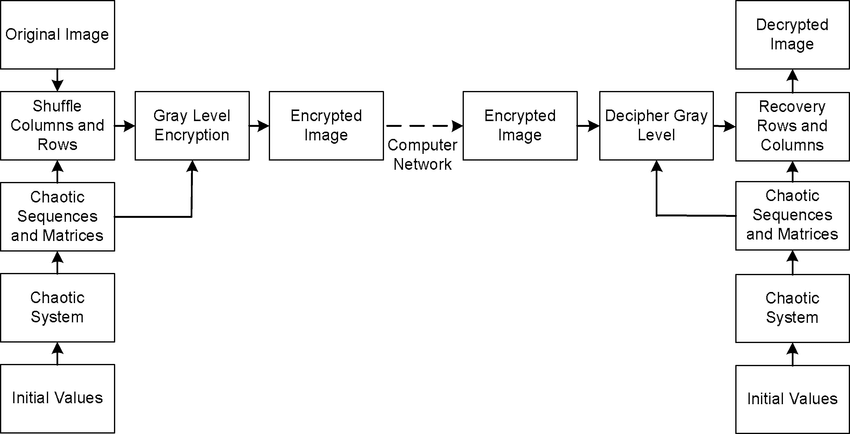 Original Image
Shuffle
Columns and
Rows
Gray Level
Encryption
Encrypted
Image
Computer
Network
Encrypted
Image
Decipher Gray
Level
Recovery
Rows and
Columns
Decrypted
Image
Chaotic
Sequences
and Matrices
Chaotic
System
Initial Values
Chaotic
Sequences
and Matrices
Chaotic
System
Initial Values